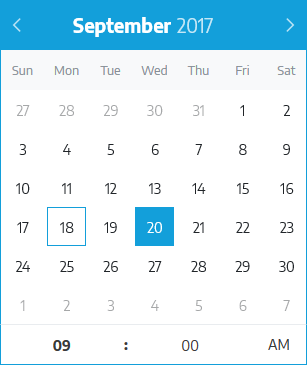 September 2017
Sun Mon Tue Wed Thu Fri Sat
27 28 29 30 31 1 2
3 4 5 6 7 8 9
10 11 12 13 14 15 16
17 18 19 20 21 22 23
24 25 26 27 28 29 30
1 2 3 4 5 6 7
09 : 00 AM